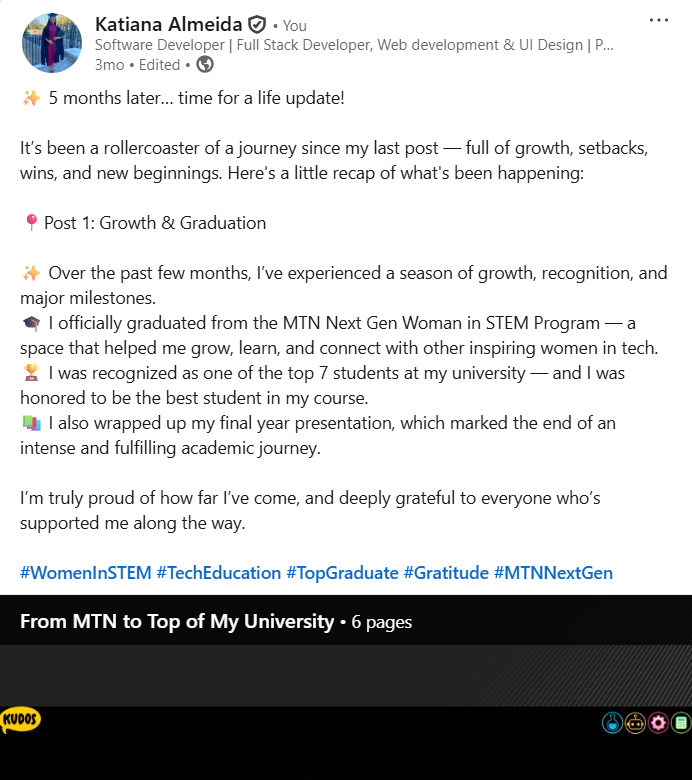 Katiana Almeida • You
Software Developer | Full Stack Developer, Web development & UI Design | P...
3mo • Edited •
✨ 5 months later… time for a life update!
It’s been a rollercoaster of a journey since my last post — full of growth, setbacks,
wins, and new beginnings. Here's a little recap of what's been happening:
📍Post 1: Growth & Graduation
✨ Over the past few months, I’ve experienced a season of growth, recognition, and
major milestones.
🎓 I officially graduated from the MTN Next Gen Woman in STEM Program — a
space that helped me grow, learn, and connect with other inspiring women in tech.
🏆 I was recognized as one of the top 7 students at my university — and I was
honored to be the best student in my course.
📚 I also wrapped up my final year presentation, which marked the end of an
intense and fulfilling academic journey.
I’m truly proud of how far I’ve come, and deeply grateful to everyone who’s
supported me along the way.
#WomenInSTEM #TechEducation #TopGraduate #Gratitude #MTNNextGen
From MTN to Top of My University • 6 pages
KUDOS